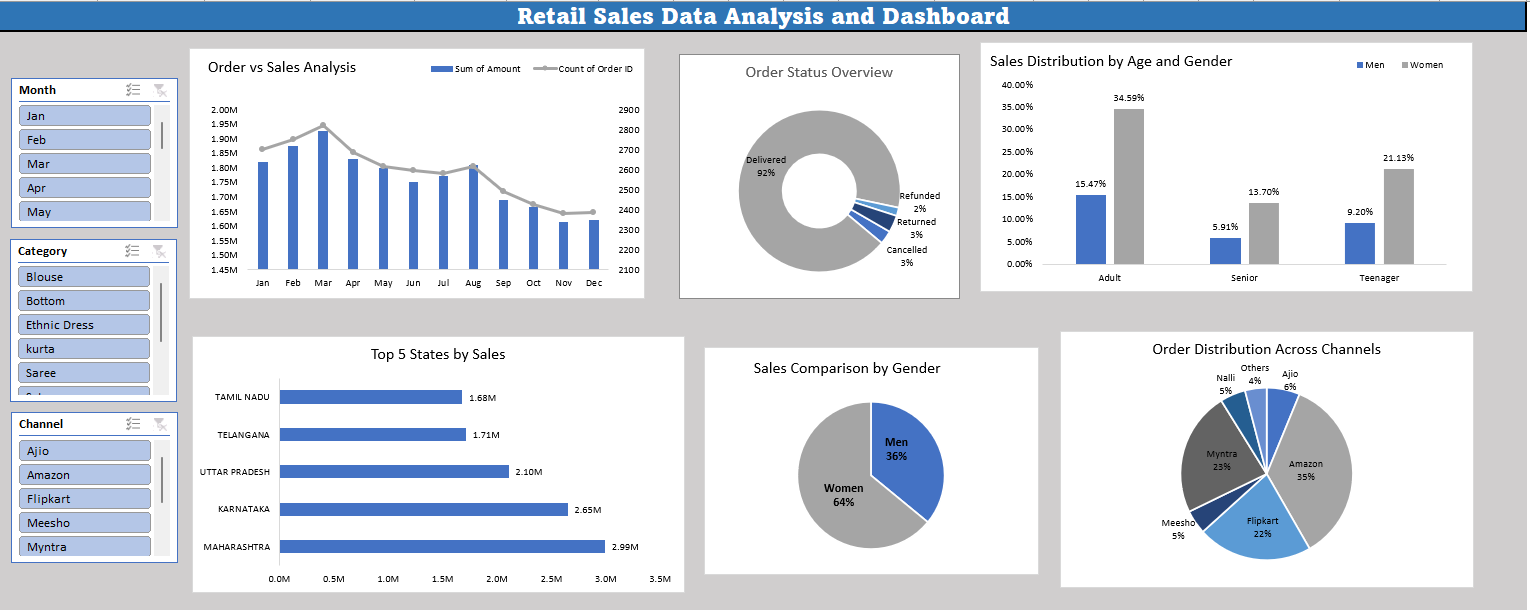 Retail Sales Data Analysis and Dashboard
Month
Jan
Feb
Mar
Apr
May
Category
Blouse
Bottom
Ethnic Dress
kurta
Saree
Channel
Ajio
Amazon
Flipkart
Meesho
Myntra
Order vs Sales Analysis
Sum of Amount
Count of Order ID
2.00M
1.95M
1.90M
1.85M
1.80M
1.75M
1.70M
1.65M
1.60M
1.55M
1.50M
1.45M
2900
2800
2700
2600
2500
2400
2300
2200
2100
Jan Feb Mar Apr May Jun Jul Aug Sep Oct Nov Dec
Order Status Overview
Delivered
92%
Refunded
2%
Returned
3%
Cancelled
3%
Sales Distribution by Age and Gender
Men Women
40.00%
35.00%
30.00%
25.00%
20.00%
15.00%
10.00%
5.00%
0.00%
15.47%
34.59%
5.91%
13.70%
9.20%
21.13%
Adult Senior Teenager
Top 5 States by Sales
TAMIL NADU 1.68M
TELANGANA 1.71M
UTTAR PRADESH 2.10M
KARNATAKA 2.65M
MAHARASHTRA 2.99M
0.0M 0.5M 1.0M 1.5M 2.0M 2.5M 3.0M 3.5M
Sales Comparison by Gender
Men
36%
Women
64%
Order Distribution Across Channels
Ajio
6%
Amazon
35%
Flipkart
22%
Meesho
5%
Myntra
23%
Nalli
5%
Others
4%